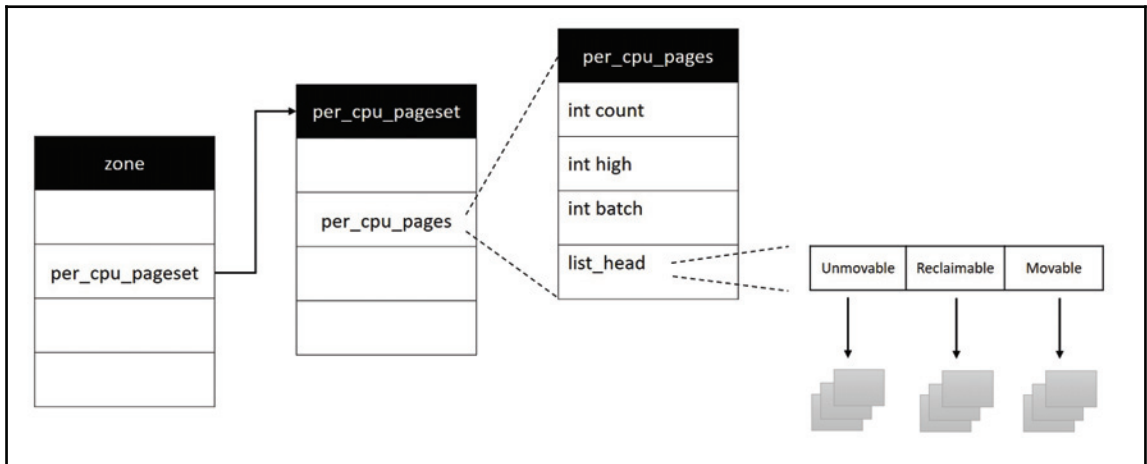 zone
per_cpu_pageset
per_cpu_pageset
per_cpu_pages
per_cpu_pages
int count
int high
int batch
list_head
Unmovable
Reclaimable
Movable